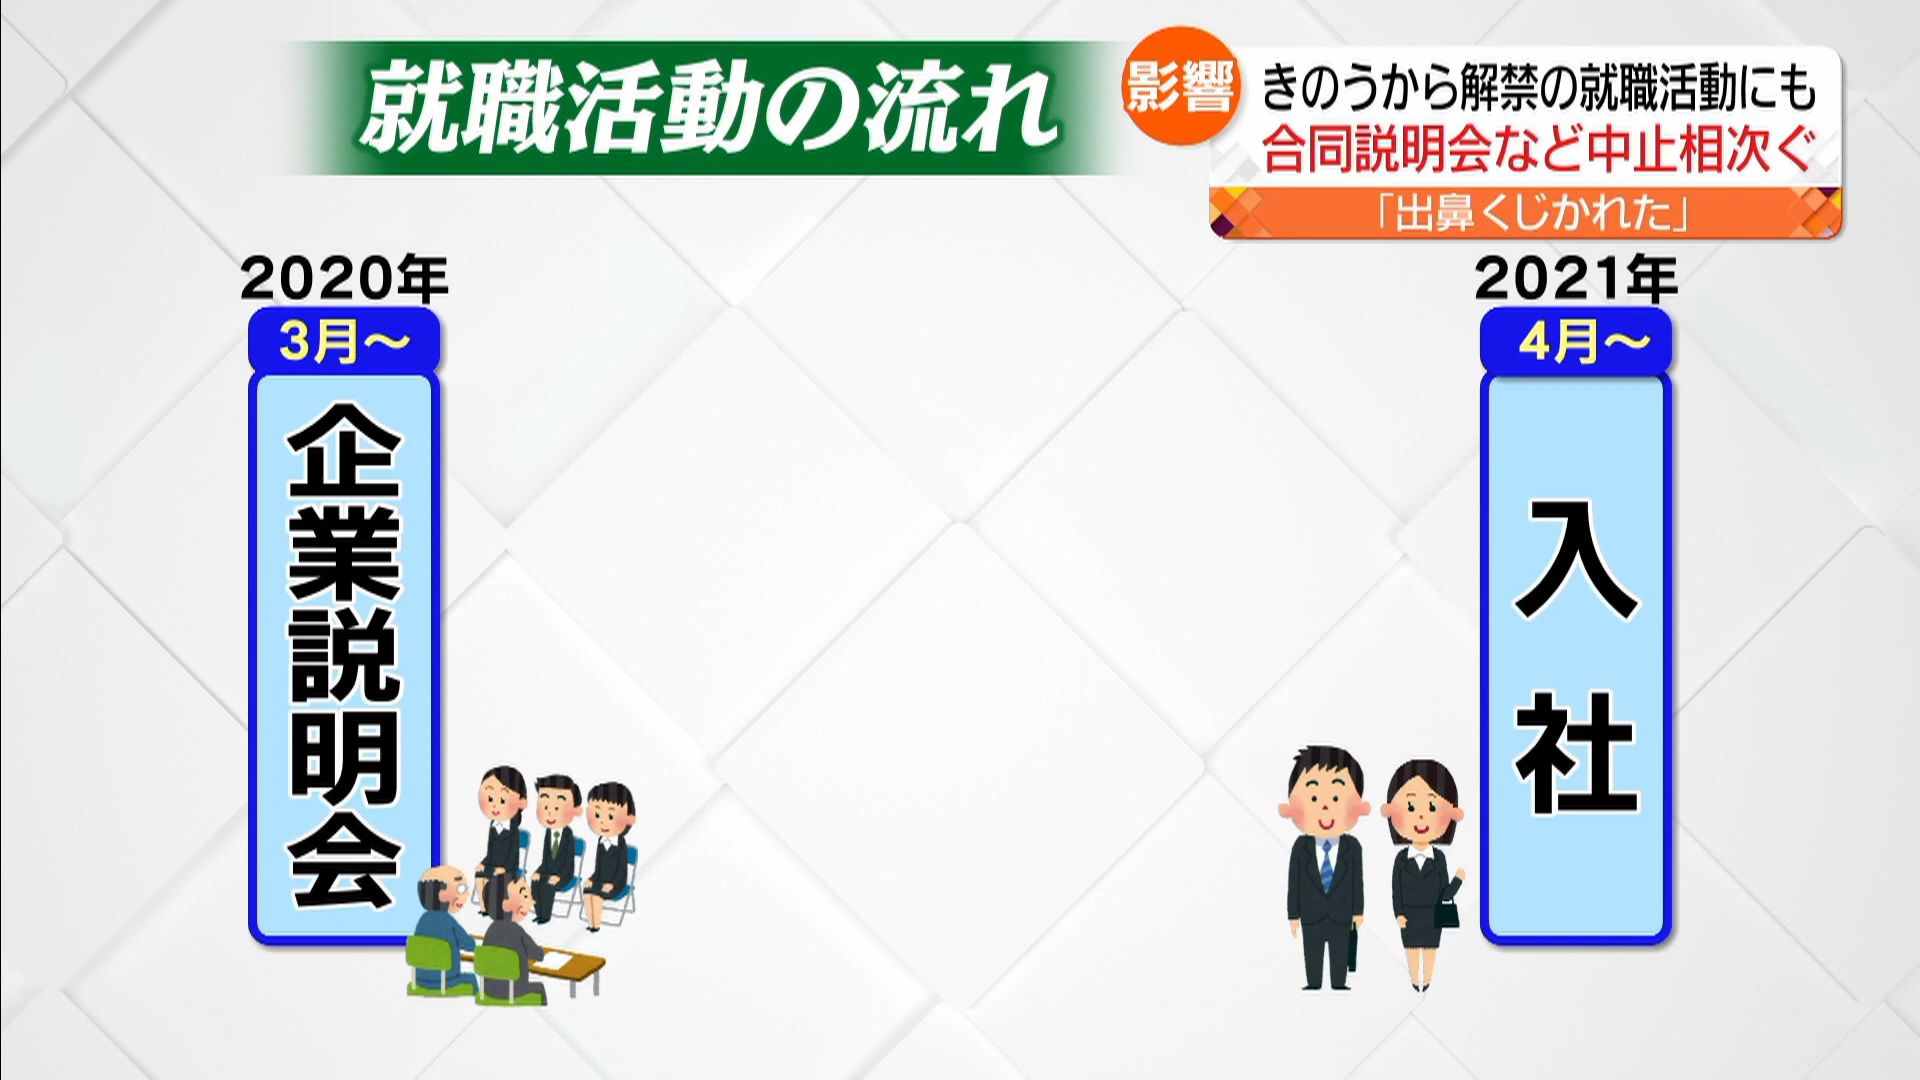 就職活動の流れ
影響
きのうから解禁の就職活動にも
合同説明会など中止相次ぐ
「出鼻くじかれた」
2020年
3月〜
企業説明会
2021年
4月〜
入社